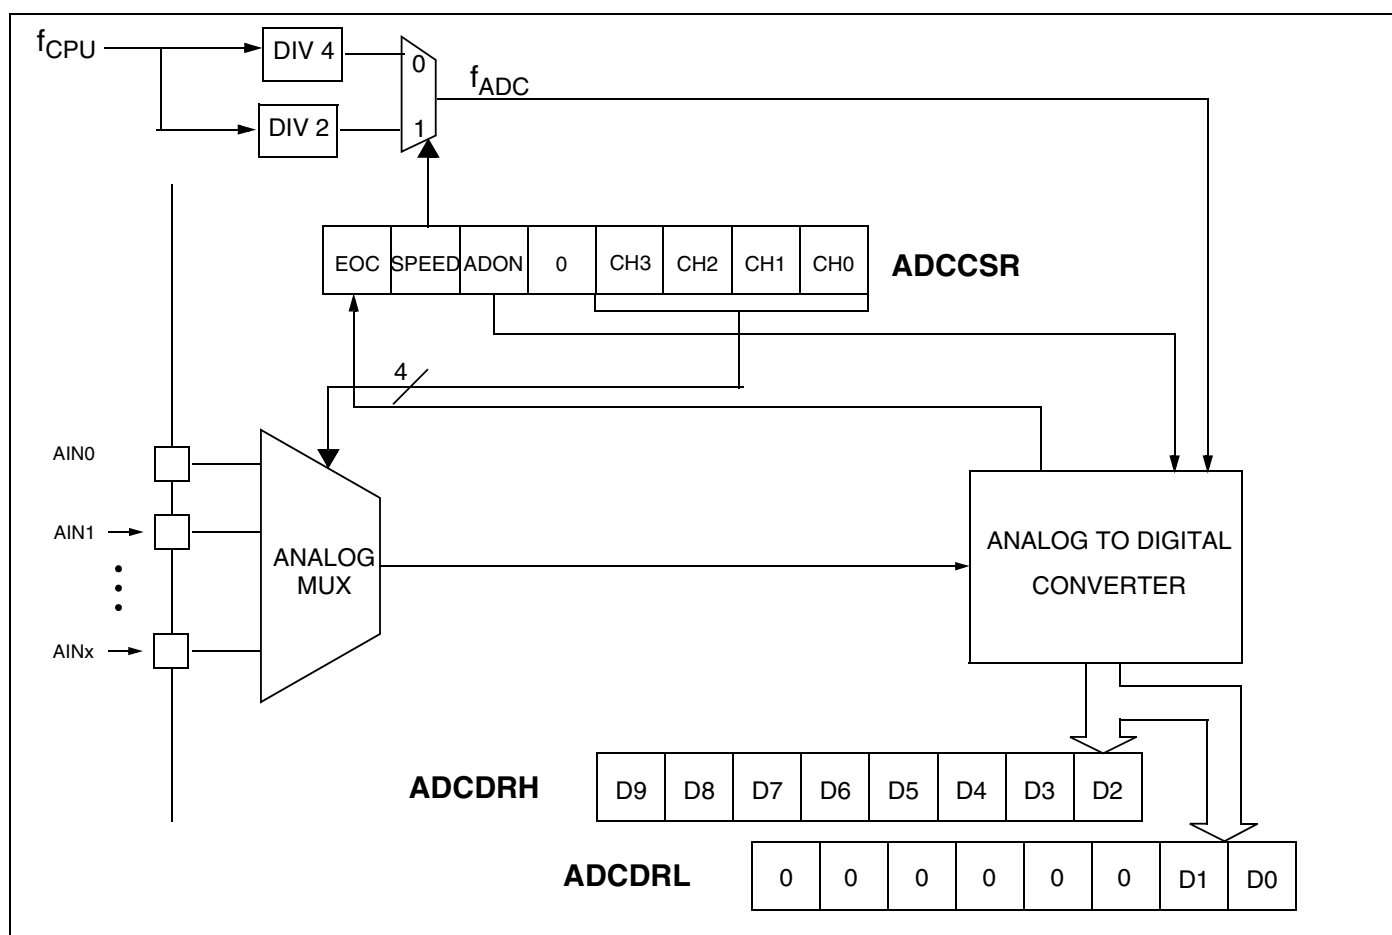 fCPU
DIV 4
0
fADC
DIV 2
1
EOC SPEED ADON 0 CH3 CH2 CH1 CH0 ADCCSR
4
AIN0
AIN1
ANALOG
MUX
ANALOG TO DIGITAL
CONVERTER
AINx
ADCDRH D9 D8 D7 D6 D5 D4 D3 D2
ADCDRL 0 0 0 0 0 0 D1 D0